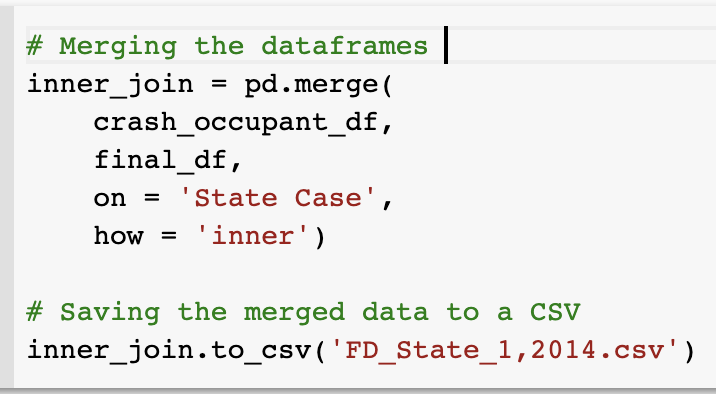 # Merging the dataframes
inner_join = pd.merge(
    crash_occupant_df,
    final_df,
    on = 'State Case',
    how = 'inner')

# Saving the merged data to a CSV
inner_join.to_csv('FD_State_1,2014.csv')